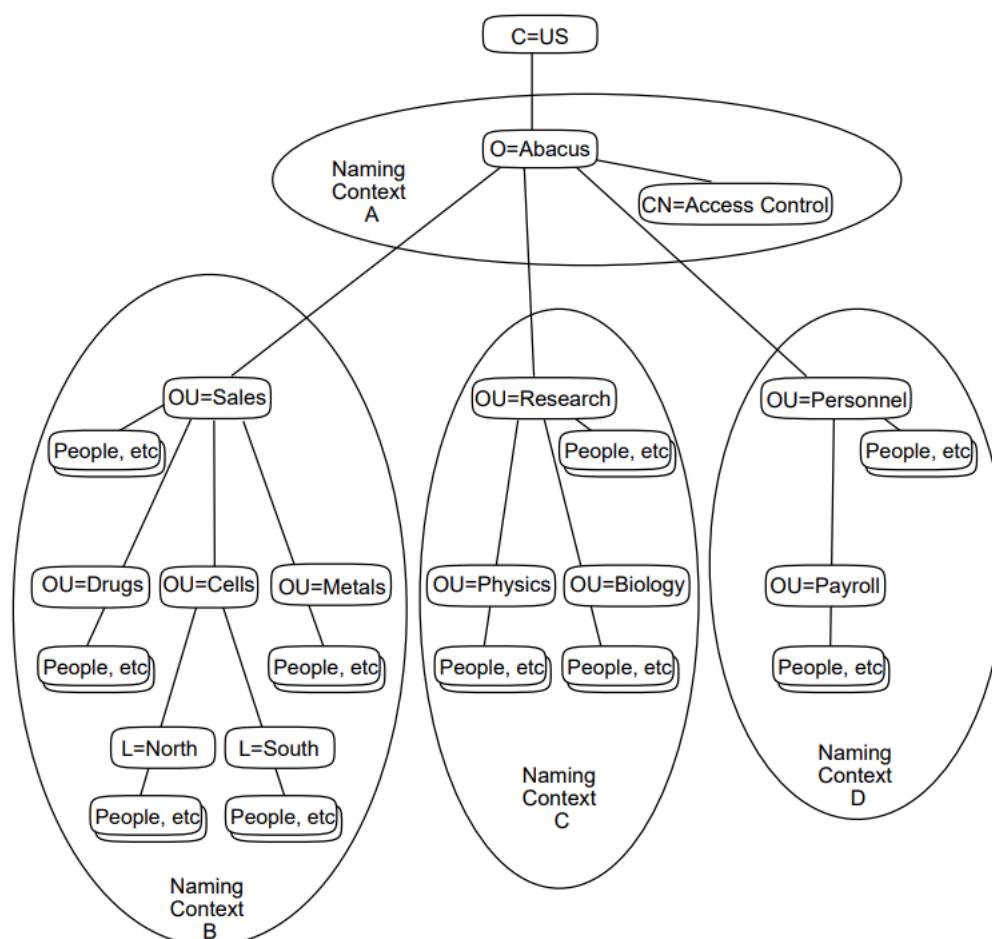 C=US
O=Abacus
Naming
Context
A
CN=Access Control
OU=Sales
OU=Research
OU=Personnel
People, etc
People, etc
People, etc
OU=Drugs
OU=Cells
OU=Metals
OU=Physics
OU=Biology
OU=Payroll
People, etc
People, etc
People, etc
People, etc
People, etc
L=North
L=South
Naming
Context
D
Naming
Context
C
People, etc
People, etc
Naming
Context
B